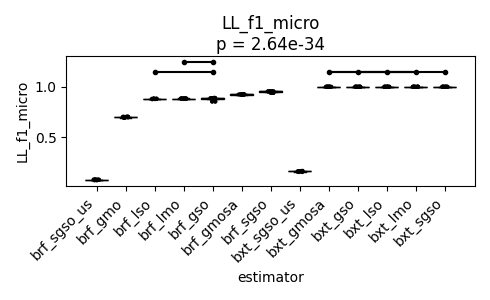 LL_f1_micro
p = 2.64e-34
LL_f1_micro
1.0
0.5
brf_sgso_us
brf_gmo
brf_lso
brf_lmo
brf_gso
brf_gmosa
brf_sgso
bxt_sgso_us
bxt_gmosa
bxt_gso
bxt_lso
bxt_lmo
bxt_sgso
estimator